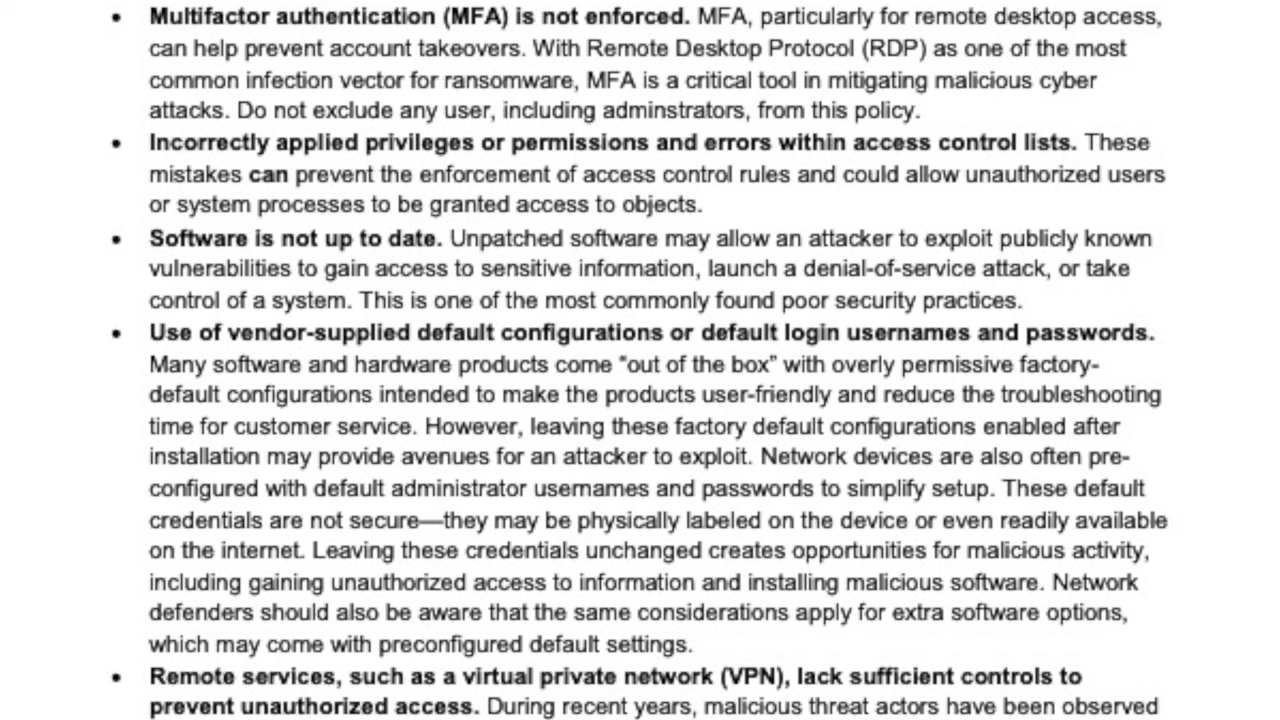 • Multifactor authentication (MFA) is not enforced. MFA, particularly for remote desktop access,
can help prevent account takeovers. With Remote Desktop Protocol (RDP) as one of the most
common infection vector for ransomware, MFA is a critical tool in mitigating malicious cyber
attacks. Do not exclude any user, including adminstrators, from this policy.
• Incorrectly applied privileges or permissions and errors within access control lists. These
mistakes can prevent the enforcement of access control rules and could allow unauthorized users
or system processes to be granted access to objects.
• Software is not up to date. Unpatched software may allow an attacker to exploit publicly known
vulnerabilities to gain access to sensitive information, launch a denial-of-service attack, or take
control of a system. This is one of the most commonly found poor security practices.
• Use of vendor-supplied default configurations or default login usernames and passwords.
Many software and hardware products come “out of the box” with overly permissive factory-
default configurations intended to make the products user-friendly and reduce the troubleshooting
time for customer service. However, leaving these factory default configurations enabled after
installation may provide avenues for an attacker to exploit. Network devices are also often pre-
configured with default administrator usernames and passwords to simplify setup. These default
credentials are not secure—they may be physically labeled on the device or even readily available
on the internet. Leaving these credentials unchanged creates opportunities for malicious activity,
including gaining unauthorized access to information and installing malicious software. Network
defenders should also be aware that the same considerations apply for extra software options,
which may come with preconfigured default settings.
• Remote services, such as a virtual private network (VPN), lack sufficient controls to
prevent unauthorized access. During recent years, malicious threat actors have been observed